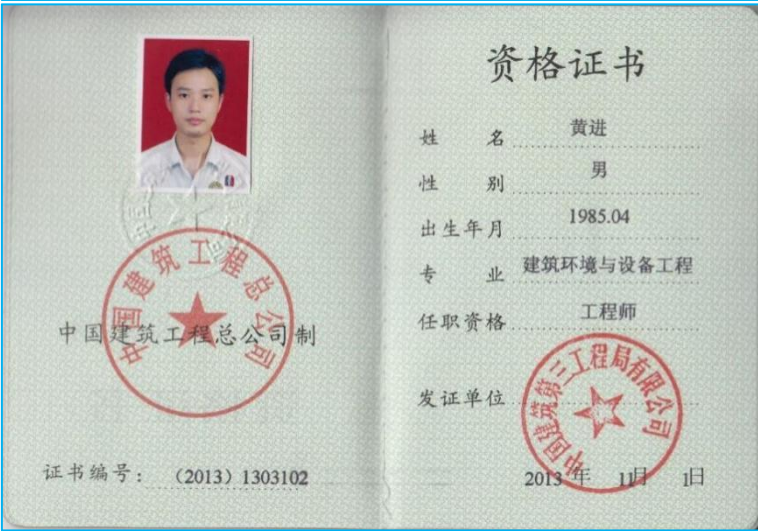 中国建筑工程总公司
中国建筑工程总公司制
证书编号： （2013）1303102
资格证书
姓 名 黄进
性 别 男
出生年月 1985.04
专 业 建筑环境与设备工程
任职资格 工程师
发证单位
中国建筑第三工程局有限公司
2013 年 11月 1日